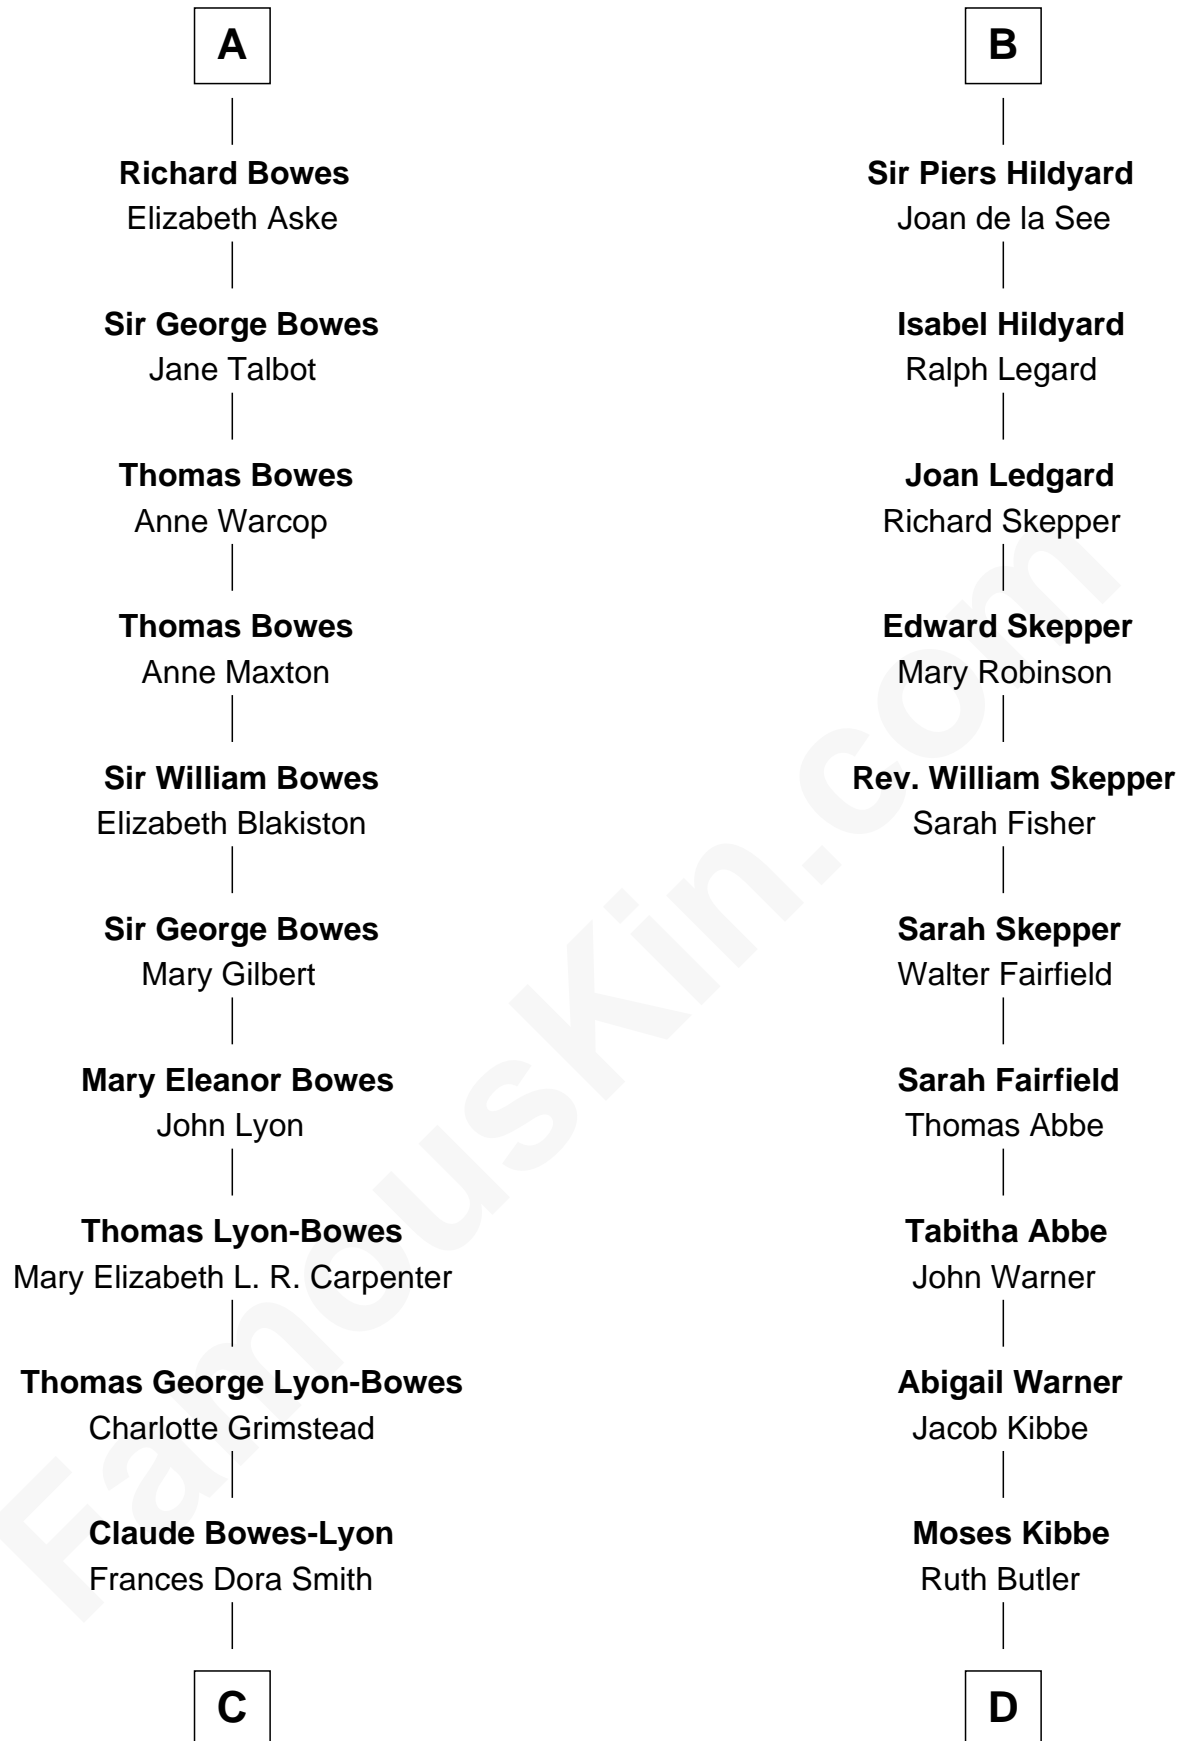 A
Richard Bowes
Elizabeth Aske
Sir George Bowes
Jane Talbot
Thomas Bowes
Anne Warcop
Thomas Bowes
Anne Maxton
Sir William Bowes
Elizabeth Blakiston
Sir George Bowes
Mary Gilbert
Mary Eleanor Bowes
John Lyon
Thomas Lyon-Bowes
Mary Elizabeth L. R. Carpenter
Thomas George Lyon-Bowes
Charlotte Grimstead
Claude Bowes-Lyon
Frances Dora Smith
C
B
Sir Piers Hildyard
Joan de la See
Isabel Hildyard
Ralph Legard
Joan Ledgard
Richard Skepper
Edward Skepper
Mary Robinson
Rev. William Skepper
Sarah Fisher
Sarah Skepper
Walter Fairfield
Sarah Fairfield
Thomas Abbe
Tabitha Abbe
John Warner
Abigail Warner
Jacob Kibbe
Moses Kibbe
Ruth Butler
D
FamousKin.com